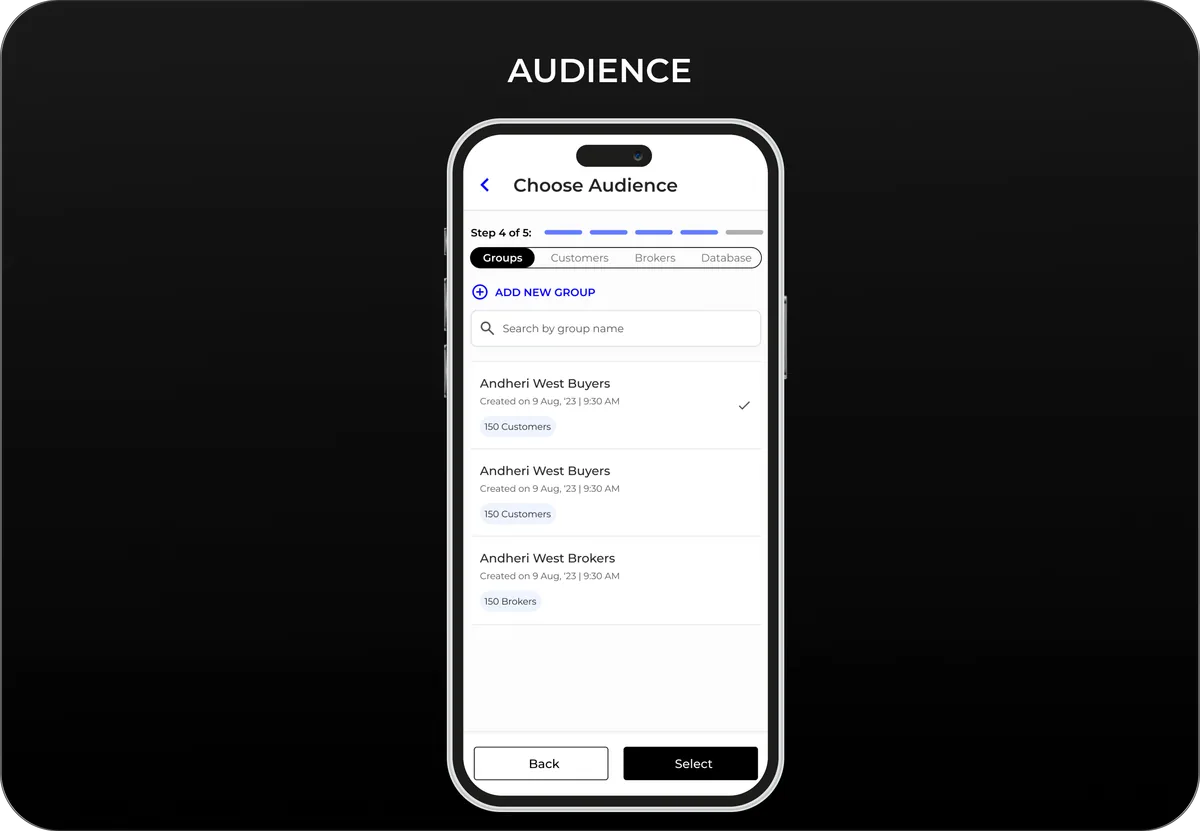 AUDIENCE
Choose Audience
Step 4 of 5:
Groups Customers Brokers Database
ADD NEW GROUP
Search by group name
Andheri West Buyers
Created on 9 Aug, '23 | 9:30 AM
150 Customers
Andheri West Buyers
Created on 9 Aug, '23 | 9:30 AM
150 Customers
Andheri West Brokers
Created on 9 Aug, '23 | 9:30 AM
150 Brokers
Back Select